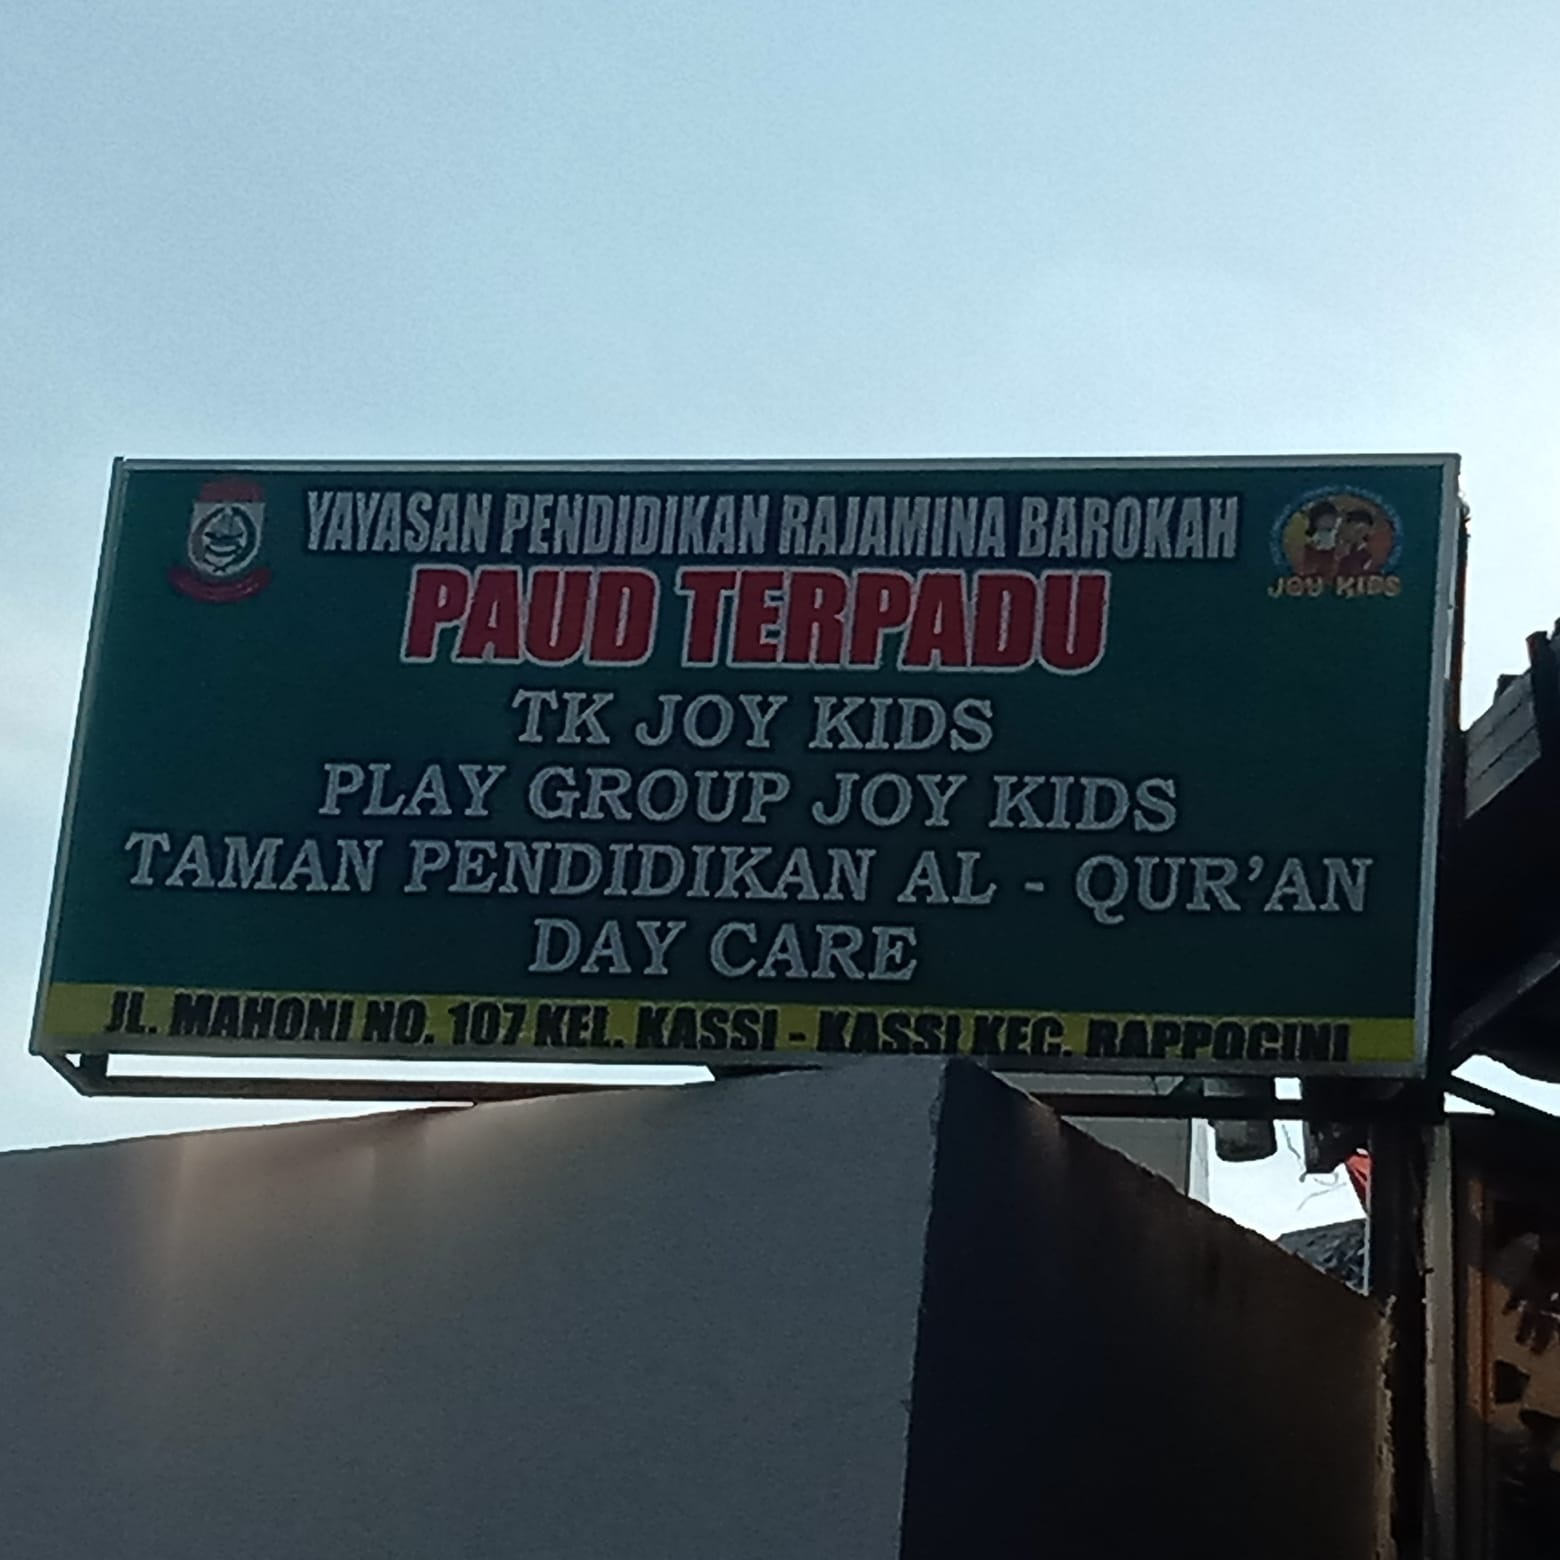 YAYASAN PENDIDIKAN RAJAMINA BAROKAH
JOY KIDS
PAUD TERPADU
TK JOY KIDS
PLAY GROUP JOY KIDS
TAMAN PENDIDIKAN AL - QUR'AN
DAY CARE
JL. MAHONI NO. 107 KEL. KASSI - KASSI KEC. RAPPOCINI